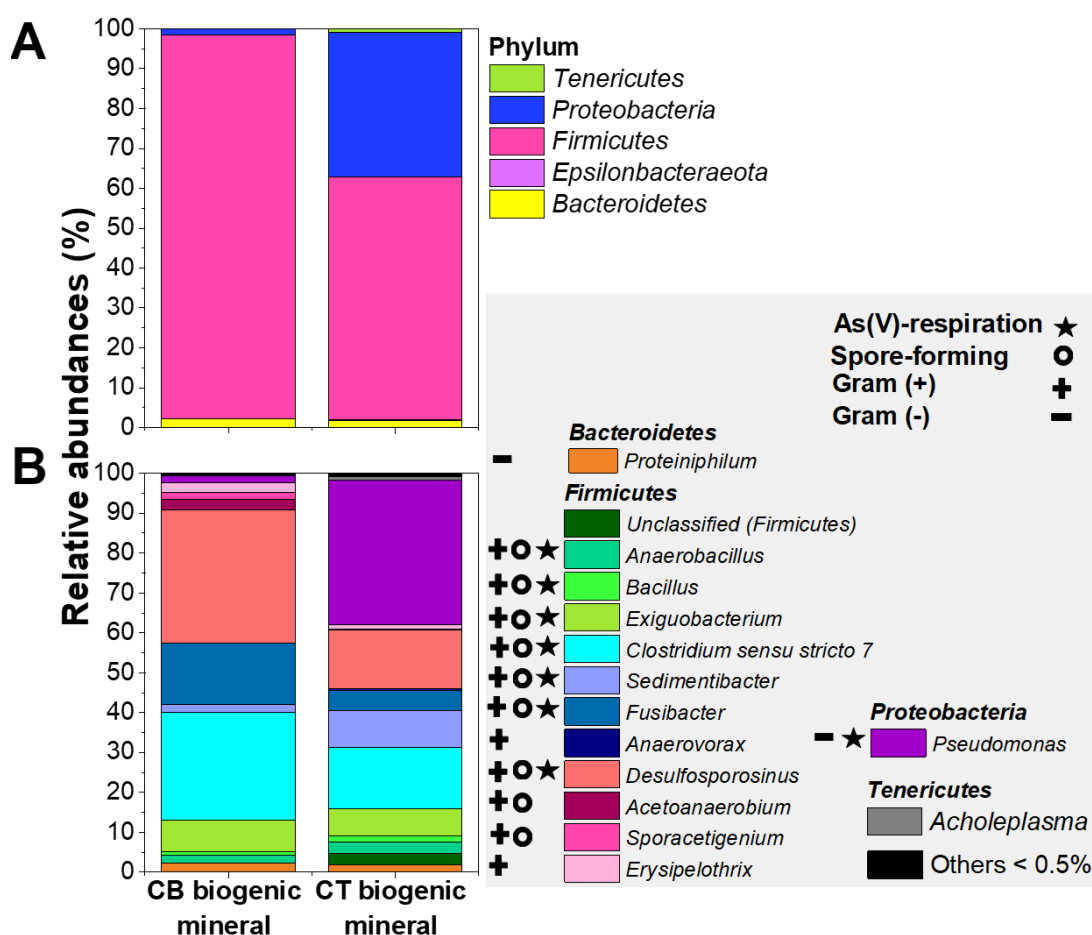 A
Relative abundances (%)
100
90
80
70
60
50
40
30
20
10
0
Phylum
Tenericutes
Proteobacteria
Firmicutes
Epsilonbacteraeota
Bacteroidetes
As(V)-respiration
Spore-forming
Gram (+)
Gram (-)
B
100
90
80
70
60
50
40
30
20
10
0
CB biogenic
mineral
CT biogenic
mineral
Bacteroidetes
Proteiniphilum
Firmicutes
Unclassified (Firmicutes)
Anaerobacillus
Bacillus
Exiguobacterium
Clostridium sensu stricto 7
Sedimentibacter
Fusibacter
Anaerovorax
Desulfosporosinus
Acetoanaerobium
Sporacetigenium
Erysipelothrix
Proteobacteria
Pseudomonas
Tenericutes
Acholeplasma
Others < 0.5%